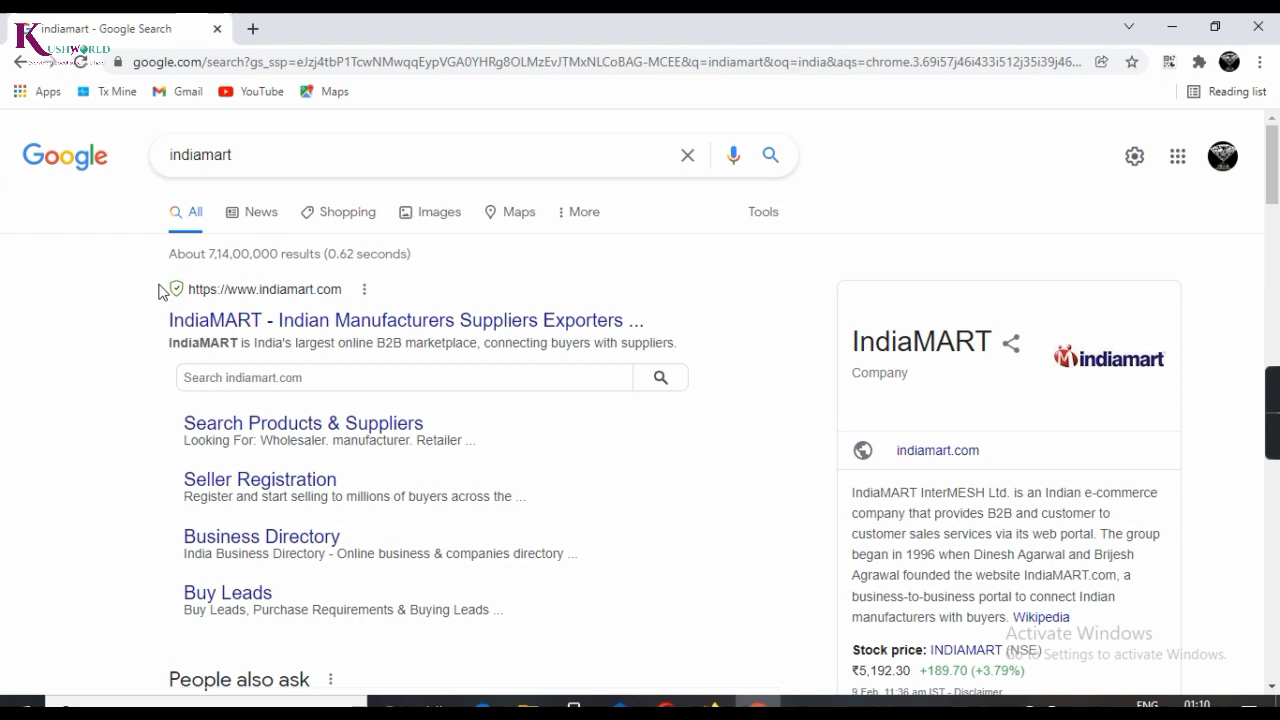 indiamart - Google Search
KUSHWORLD
google.com/search?gs_ssp=eJzj4tbP1TcwNMwqqEypVGA0YHRg8OLMzEvJTMxNLCoBAG-MCEE&q=indiamart&oq=india&aqs=chrome.3.69i57j46i433i512j35i39j46...
Apps
Tx Mine
Gmail
YouTube
Maps
Reading list
Google
indiamart
All
News
Shopping
Images
Maps
More
Tools
About 7,14,00,000 results (0.62 seconds)
https://www.indiamart.com
IndiaMART - Indian Manufacturers Suppliers Exporters ...
IndiaMART is India's largest online B2B marketplace, connecting buyers with suppliers.
Search indiamart.com
Search Products & Suppliers
Looking For: Wholesaler. manufacturer. Retailer ...
Seller Registration
Register and start selling to millions of buyers across the ...
Business Directory
India Business Directory - Online business & companies directory ...
Buy Leads
Buy Leads, Purchase Requirements & Buying Leads ...
People also ask
IndiaMART
Company
indiamart
indiamart.com
IndiaMART InterMESH Ltd. is an Indian e-commerce
company that provides B2B and customer to
customer sales services via its web portal. The group
began in 1996 when Dinesh Agarwal and Brijesh
Agrawal founded the website IndiaMART.com, a
business-to-business portal to connect Indian
manufacturers with buyers. Wikipedia
Activate Windows
Go to Settings to activate Windows.
Stock price: INDIAMART (NSE)
₹5,192.30 +189.70 (+3.79%)
9 Feb, 11:36 am IST - Disclaimer
ENG
01:10